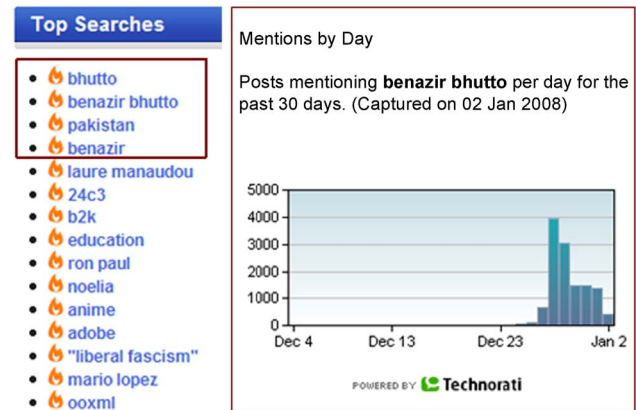 Top Searches
bhutto
benazir bhutto
pakistan
benazir
laure manaudou
24c3
b2k
education
ron paul
noelia
anime
adobe
"liberal fascism"
mario lopez
ooxml
Mentions by Day
Posts mentioning benazir bhutto per day for the
past 30 days. (Captured on 02 Jan 2008)
5000
4000
3000
2000
1000
0
Dec 4 Dec 13 Dec 23 Jan 2
POWERED BY Technorati